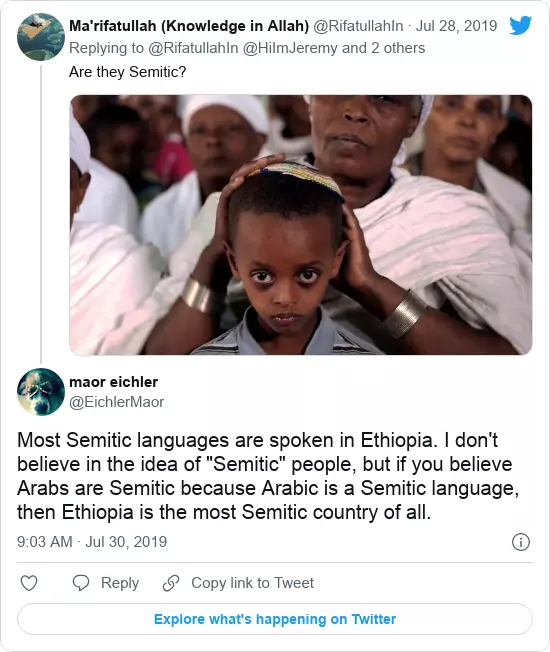 Ma'rifatullah (Knowledge in Allah) @RifatullahIn · Jul 28, 2019
Replying to @RifatullahIn @HilmJeremy and 2 others
Are they Semitic?
maor eichler
@EichlerMaor
Most Semitic languages are spoken in Ethiopia. I don't
believe in the idea of "Semitic" people, but if you believe
Arabs are Semitic because Arabic is a Semitic language,
then Ethiopia is the most Semitic country of all.
9:03 AM · Jul 30, 2019
Reply
Copy link to Tweet
Explore what's happening on Twitter